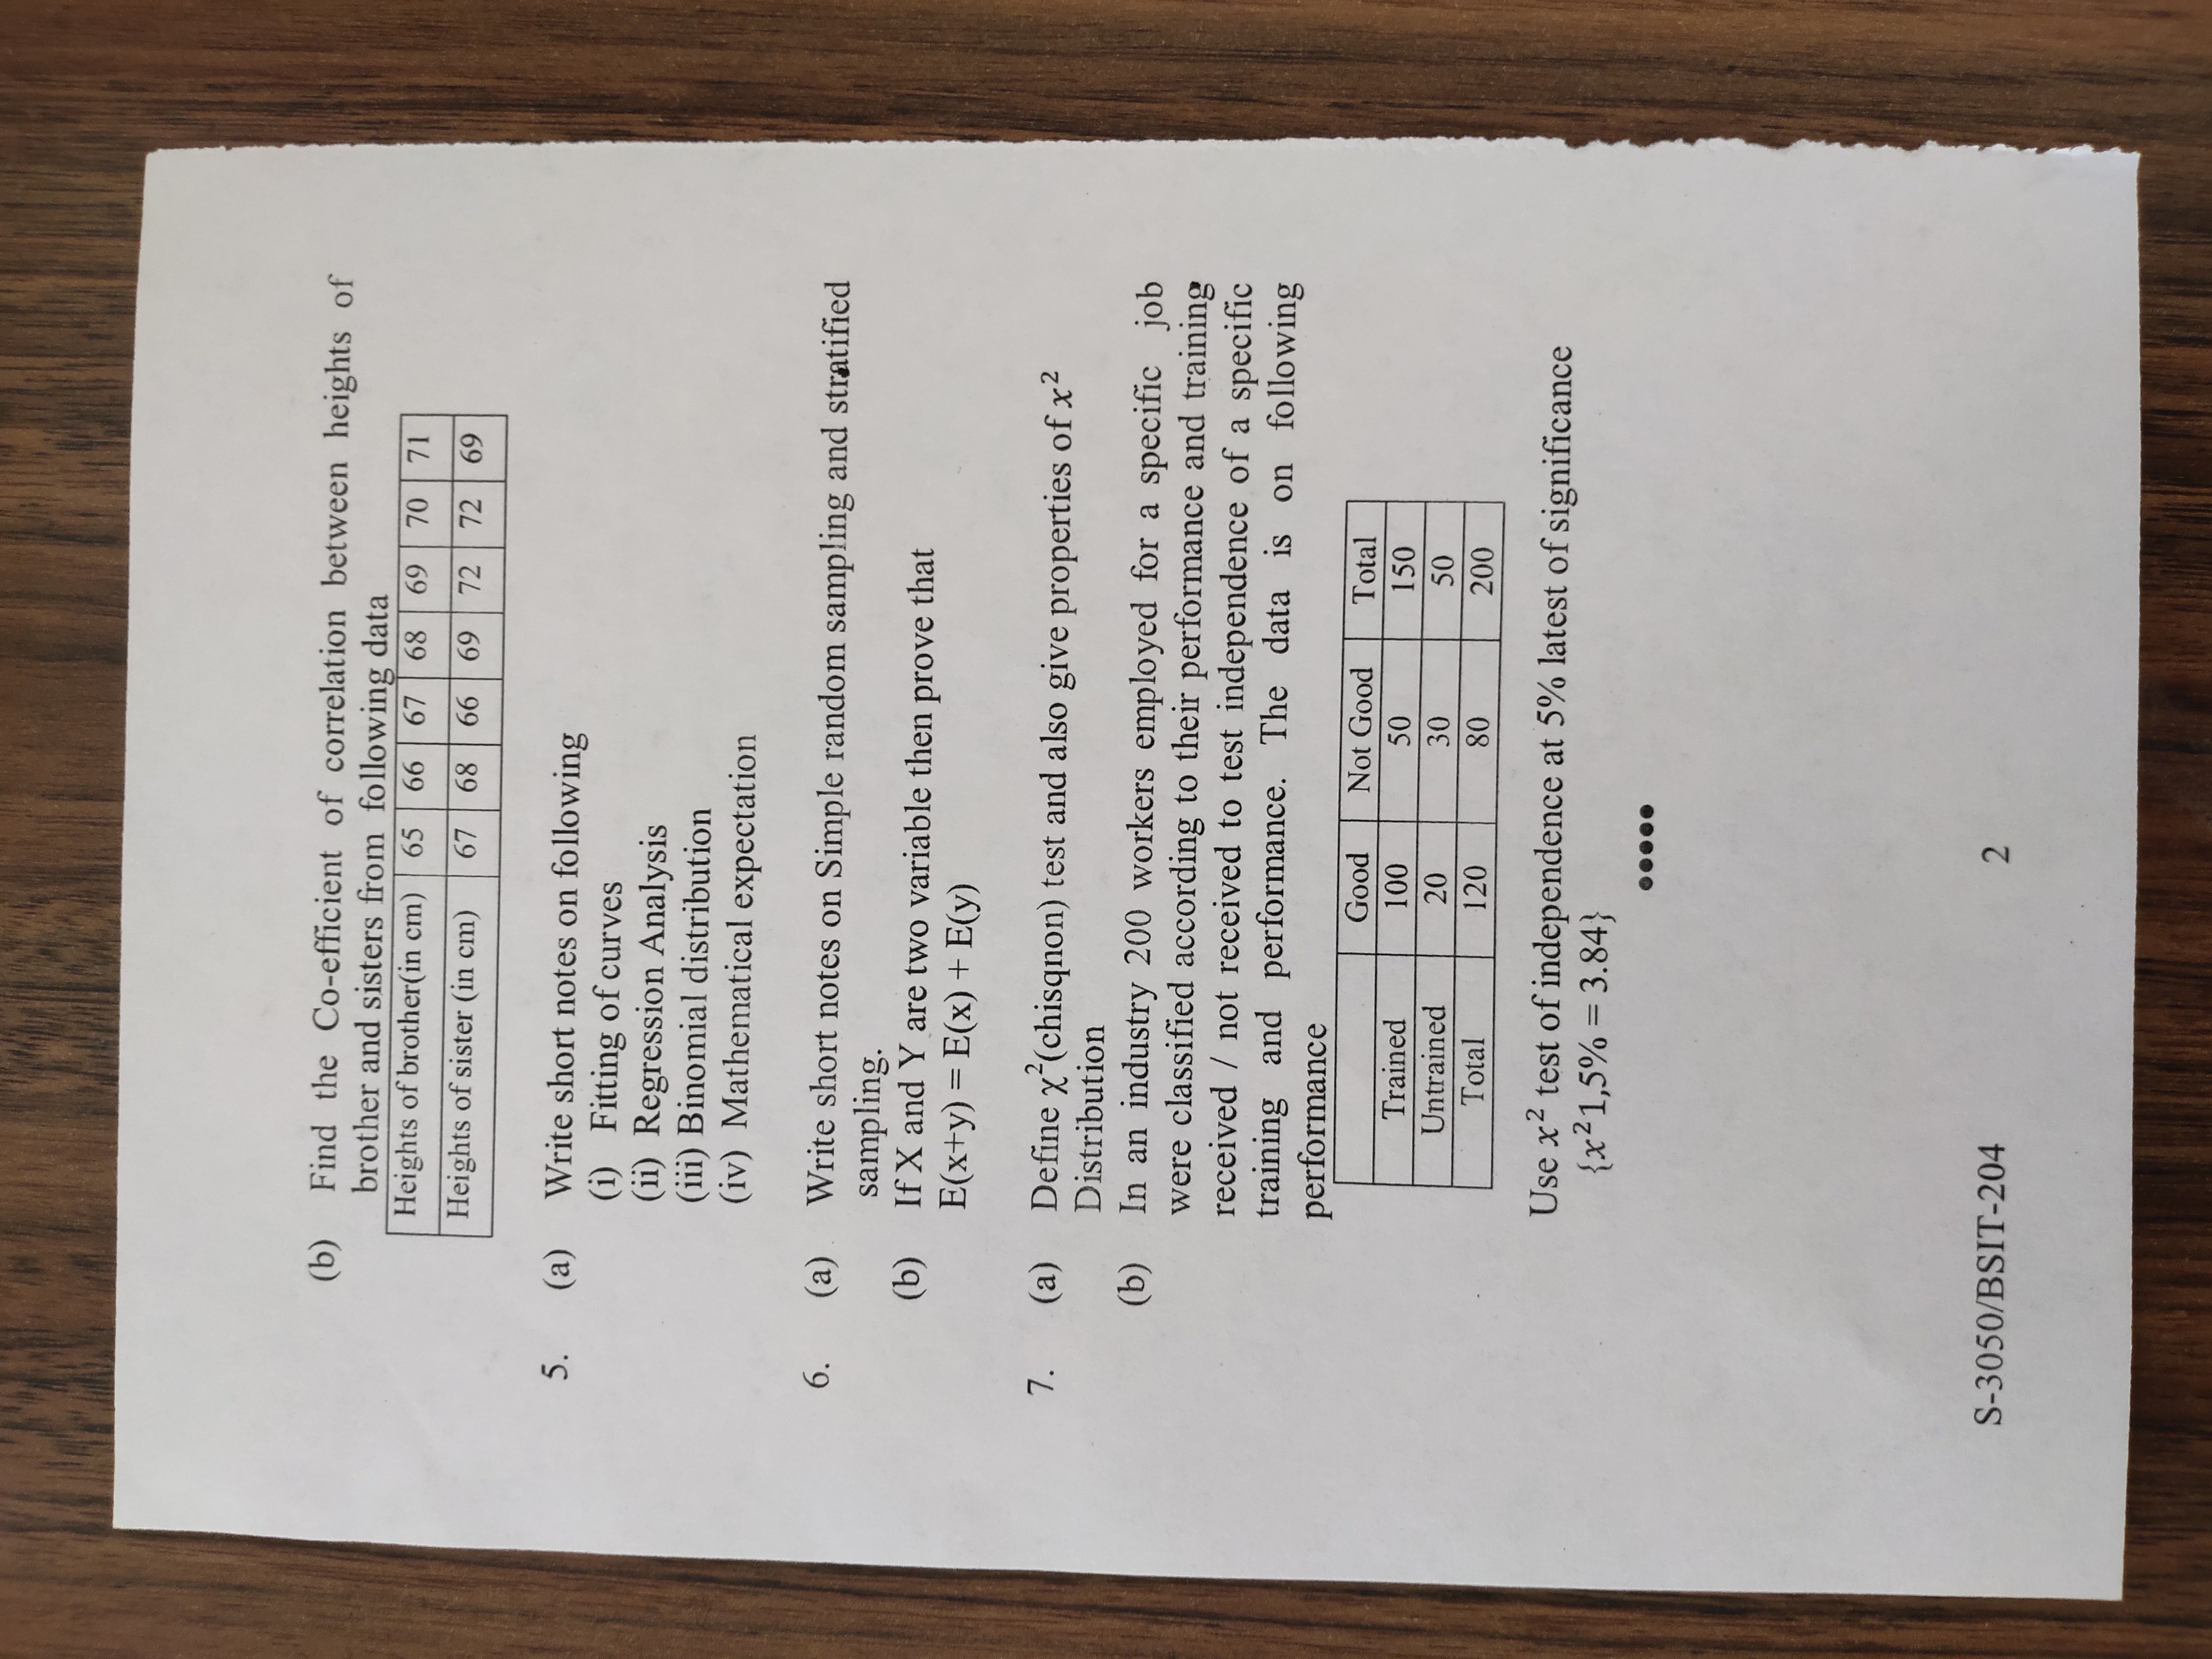 (b) Find the Co-efficient of correlation between heights of
brother and sisters from following data
Heights of brother(in cm) 65 66 67 68 69 70 71
Heights of sister (in cm) 67 68 66 69 72 72 69
5. (a) Write short notes on following
(i) Fitting of curves
(ii) Regression Analysis
(iii) Binomial distribution
(iv) Mathematical expectation
6. (a) Write short notes on Simple random sampling and stratified
sampling.
(b) If X and Y are two variable then prove that
E(x+y) = E(x) + E(y)
7. (a) Define χ²(chisqnon) test and also give properties of x²
Distribution
(b) In an industry 200 workers employed for a specific job
were classified according to their performance and training
received / not received to test independence of a specific
training and performance. The data is on following
performance
Good Not Good Total
Trained 100 50 150
Untrained 20 30 50
Total 120 80 200
Use x² test of independence at 5% latest of significance
{x²1,5% = 3.84}
●●●●●
S-3050/BSIT-204 2